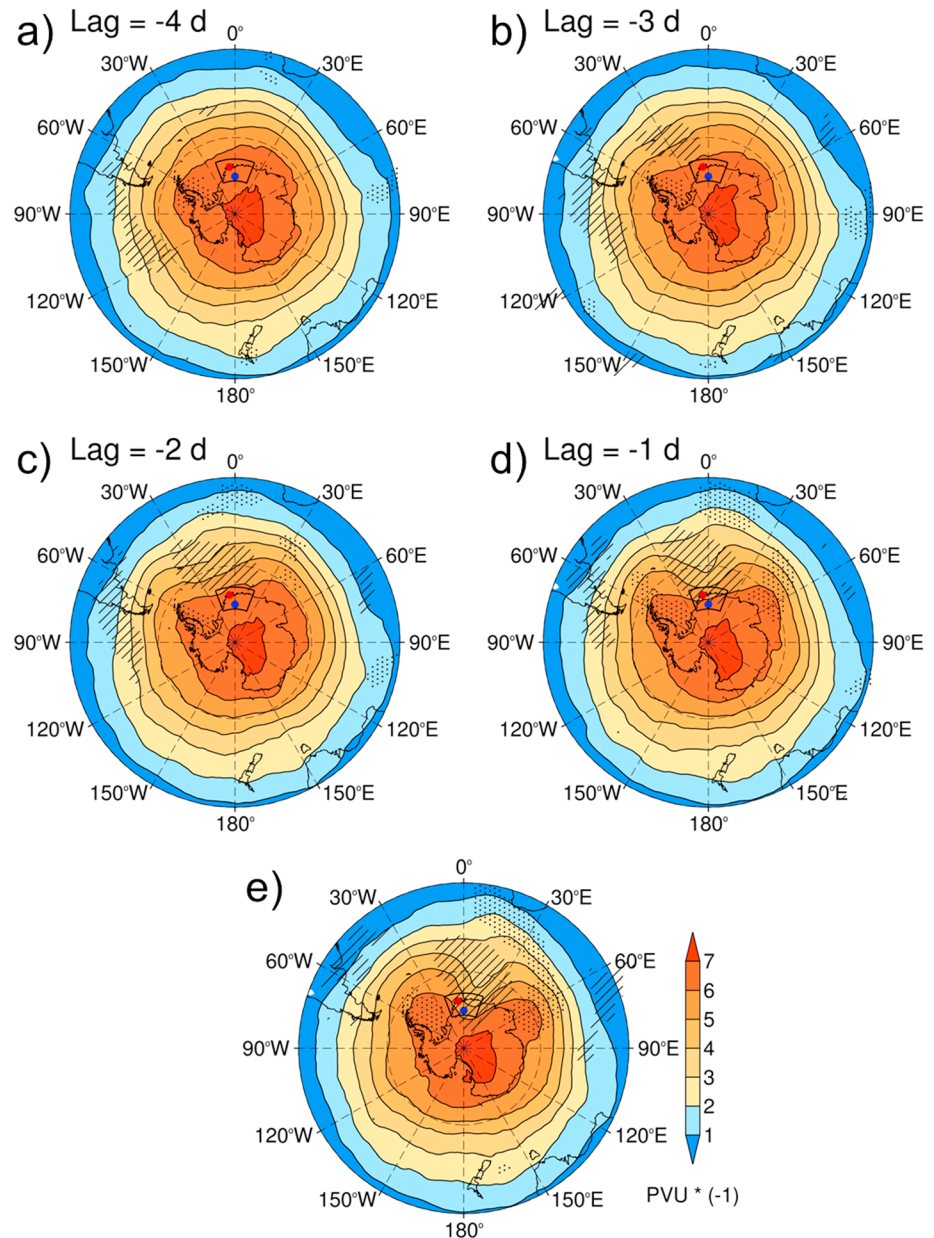 a) Lag = -4 d
0°
30°W 30°E
60°W 60°E
90°W 90°E
120°W 120°E
150°W 150°E
180°
b) Lag = -3 d
0°
30°W 30°E
60°W 60°E
90°W 90°E
120°W 120°E
150°W 150°E
180°
c) Lag = -2 d
0°
30°W 30°E
60°W 60°E
90°W 90°E
120°W 120°E
150°W 150°E
180°
d) Lag = -1 d
0°
30°W 30°E
60°W 60°E
90°W 90°E
120°W 120°E
150°W 150°E
180°
e)
0°
30°W 30°E
60°W 60°E
90°W 90°E
120°W 120°E
150°W 150°E
180°
7
6
5
4
3
2
1
PVU * (-1)